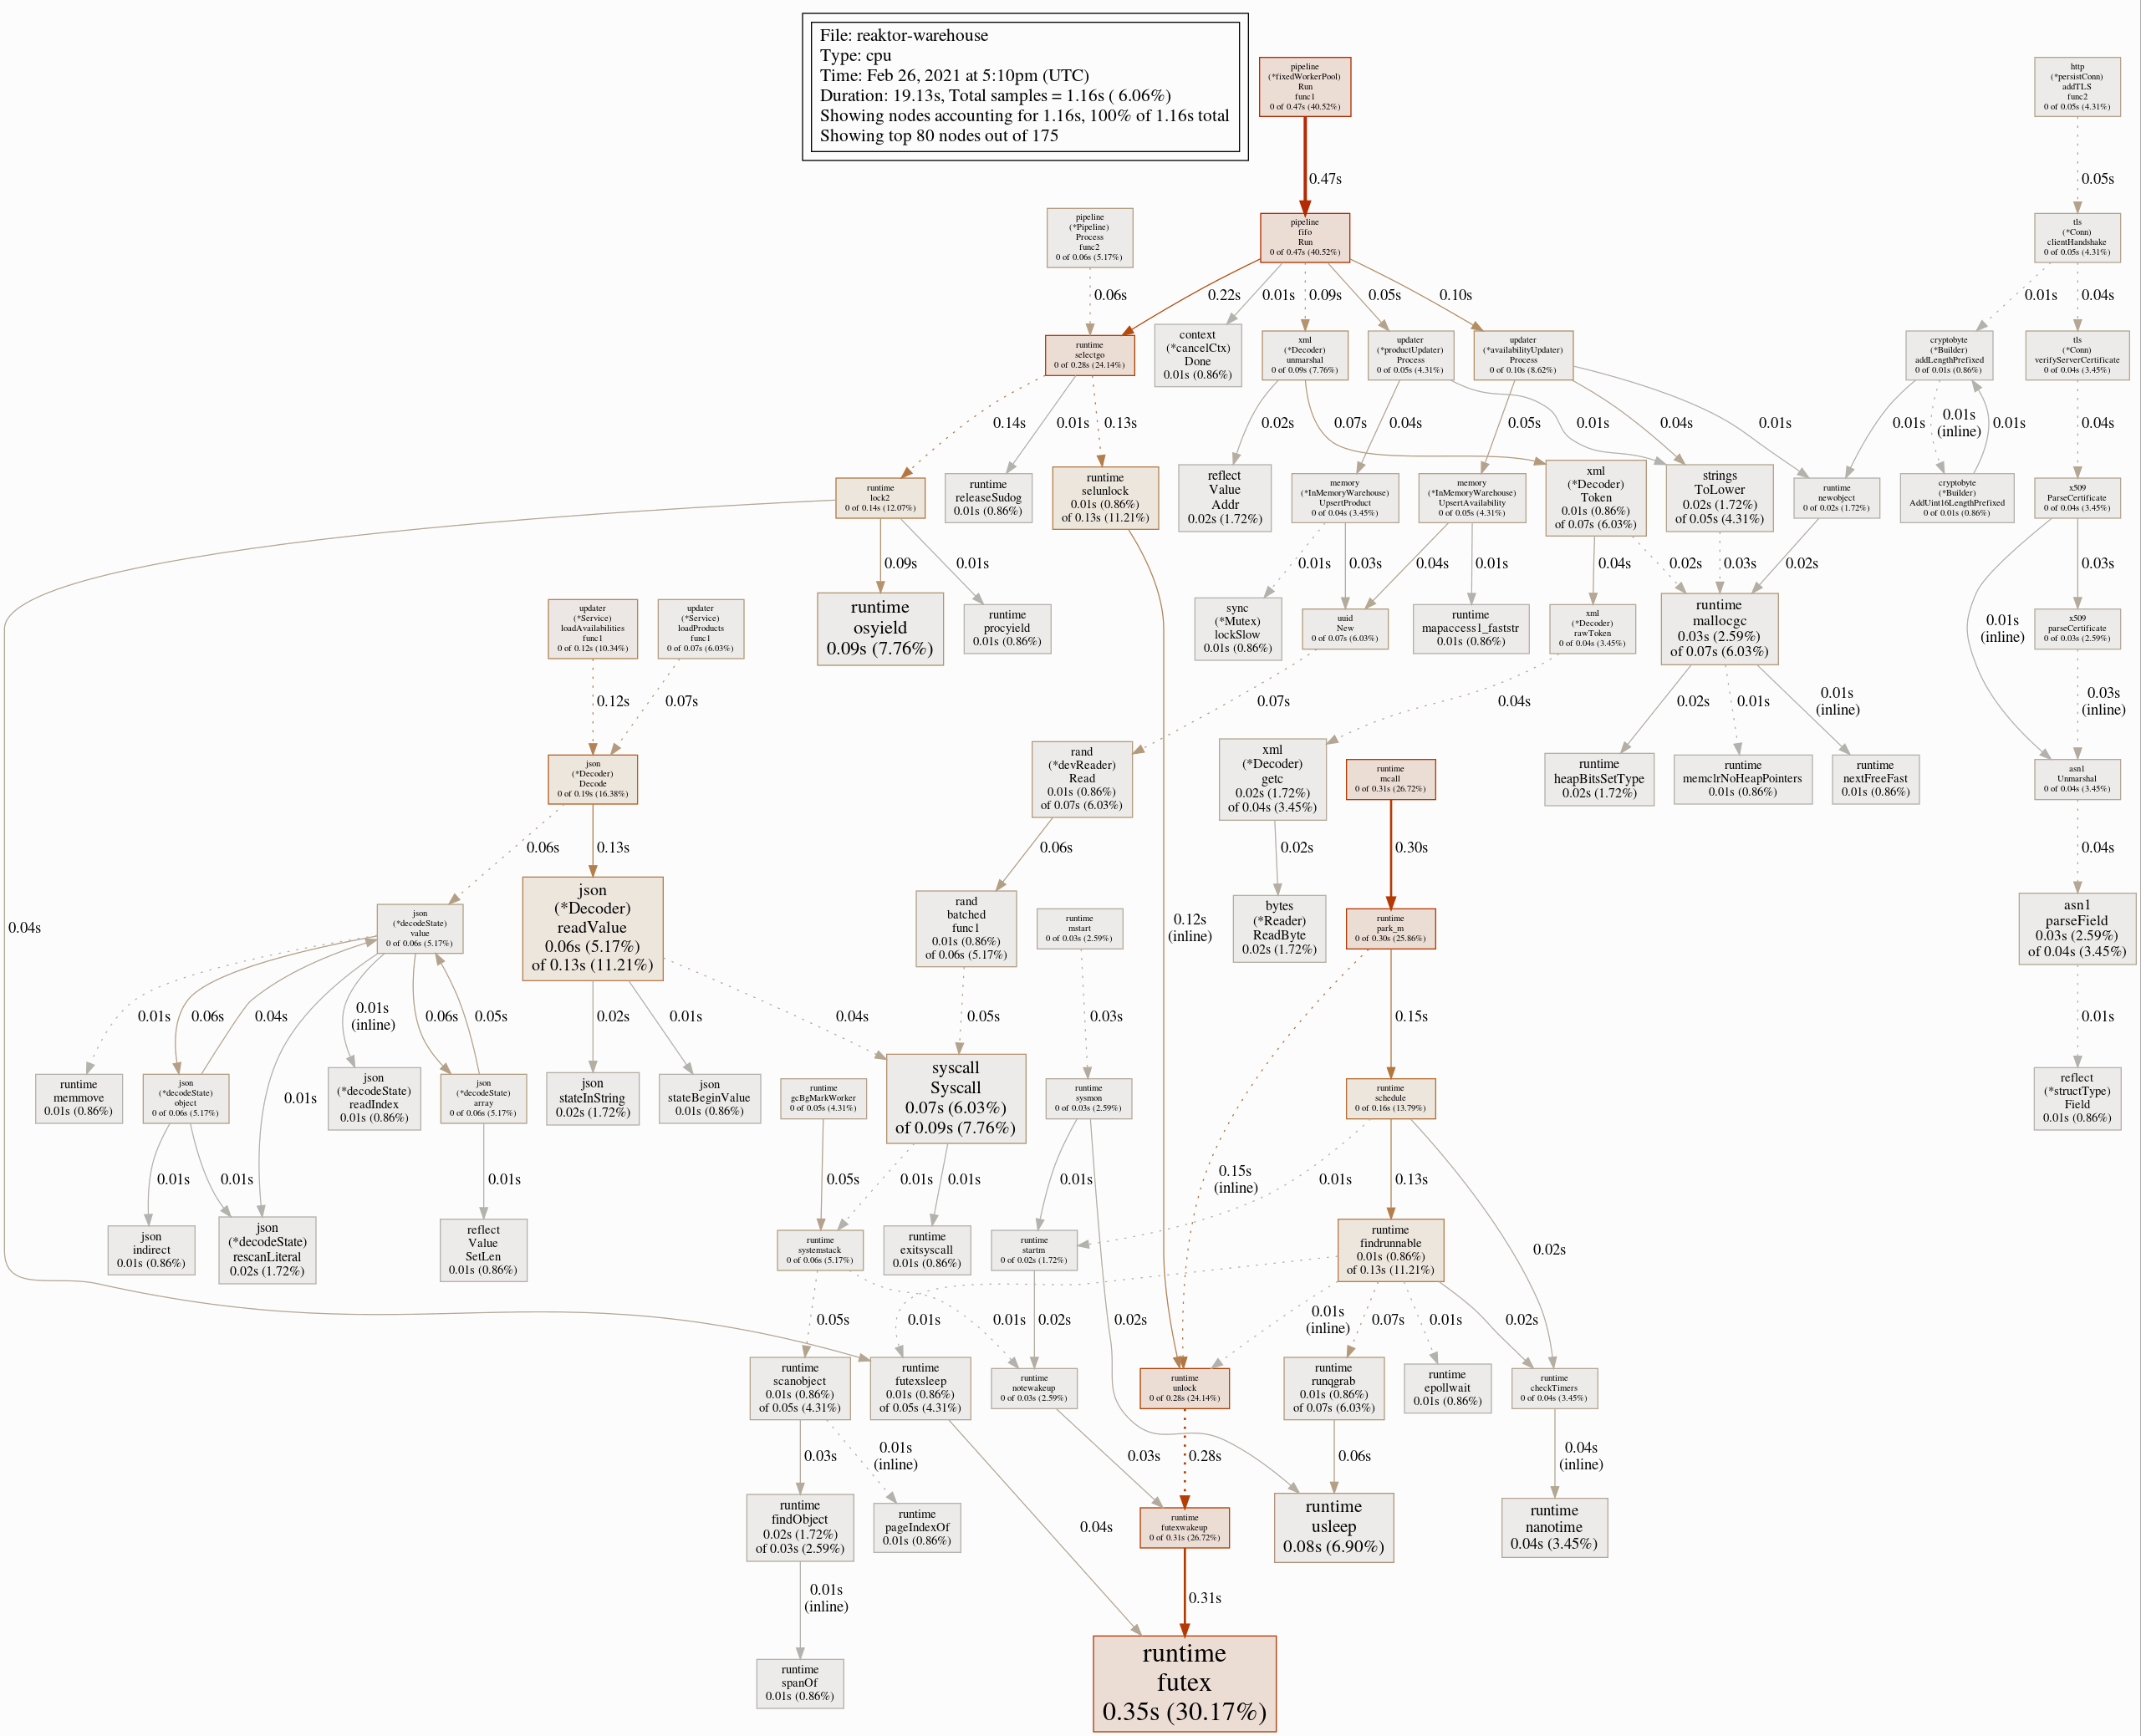 File: reaktor-warehouse
Type: cpu
Time: Feb 26, 2021 at 5:10pm (UTC)
Duration: 19.13s, Total samples = 1.16s ( 6.06%)
Showing nodes accounting for 1.16s, 100% of 1.16s total
Showing top 80 nodes out of 175
pipeline
(*fixedWorkerPool)
Run
func1
0 of 0.47s (40.52%)
http
(*persistConn)
addTLS
func2
0 of 0.05s (4.31%)
0.47s
0.05s
pipeline
(*Pipeline)
Process
func2
0 of 0.06s (5.17%)
pipeline
fifo
Run
0 of 0.47s (40.52%)
tls
(*Conn)
clientHandshake
0 of 0.05s (4.31%)
0.06s
0.22s
0.01s
0.09s
0.05s
0.10s
0.01s
0.04s
runtime
selectgo
0 of 0.28s (24.14%)
context
(*cancelCtx)
Done
0.01s (0.86%)
xml
(*Decoder)
unmarshal
0 of 0.09s (7.76%)
updater
(*productUpdater)
Process
0 of 0.05s (4.31%)
updater
(*availabilityUpdater)
Process
0 of 0.10s (8.62%)
cryptobyte
(*Builder)
addLengthPrefixed
0 of 0.01s (0.86%)
tls
(*Conn)
verifyServerCertificate
0 of 0.04s (3.45%)
0.14s
0.01s
0.13s
0.02s
0.07s
0.04s
0.05s
0.01s
0.04s
0.01s
0.01s
0.01s
(inline)
0.01s
0.04s
runtime
lock2
0 of 0.14s (12.07%)
runtime
releaseSudog
0.01s (0.86%)
runtime
selunlock
0.01s (0.86%)
of 0.13s (11.21%)
reflect
Value
Addr
0.02s (1.72%)
memory
(*InMemoryWarehouse)
UpsertProduct
0 of 0.04s (3.45%)
memory
(*InMemoryWarehouse)
UpsertAvailability
0 of 0.05s (4.31%)
xml
(*Decoder)
Token
0.01s (0.86%)
of 0.07s (6.03%)
strings
ToLower
0.02s (1.72%)
of 0.05s (4.31%)
runtime
newobject
0 of 0.02s (1.72%)
cryptobyte
(*Builder)
AddUint16LengthPrefixed
0 of 0.01s (0.86%)
x509
ParseCertificate
0 of 0.04s (3.45%)
0.09s
0.01s
0.01s
0.03s
0.04s
0.01s
0.04s
0.02s
0.03s
0.02s
0.03s
updater
(*Service)
loadAvailabilities
func1
0 of 0.12s (10.34%)
updater
(*Service)
loadProducts
func1
0 of 0.07s (6.03%)
runtime
osyield
0.09s (7.76%)
runtime
procyield
0.01s (0.86%)
sync
(*Mutex)
lockSlow
0.01s (0.86%)
uuid
New
0 of 0.07s (6.03%)
runtime
mapaccess1_faststr
0.01s (0.86%)
xml
(*Decoder)
rawToken
0 of 0.04s (3.45%)
runtime
mallocgc
0.03s (2.59%)
of 0.07s (6.03%)
0.01s
(inline)
x509
parseCertificate
0 of 0.03s (2.59%)
0.12s
0.07s
0.07s
0.04s
0.02s
0.01s
0.01s
(inline)
0.03s
(inline)
json
(*Decoder)
Decode
0 of 0.19s (16.38%)
rand
(*devReader)
Read
0.01s (0.86%)
of 0.07s (6.03%)
xml
(*Decoder)
getc
0.02s (1.72%)
of 0.04s (3.45%)
runtime
mcall
0 of 0.31s (26.72%)
runtime
heapBitsSetType
0.02s (1.72%)
runtime
memclrNoHeapPointers
0.01s (0.86%)
runtime
nextFreeFast
0.01s (0.86%)
asn1
Unmarshal
0 of 0.04s (3.45%)
0.06s
0.13s
0.06s
0.02s
0.30s
0.04s
0.04s
json
(*decodeState)
value
0 of 0.06s (5.17%)
json
(*Decoder)
readValue
0.06s (5.17%)
of 0.13s (11.21%)
rand
batched
func1
0.01s (0.86%)
of 0.06s (5.17%)
runtime
mstart
0 of 0.03s (2.59%)
0.12s
(inline)
bytes
(*Reader)
ReadByte
0.02s (1.72%)
runtime
park_m
0 of 0.30s (25.86%)
asn1
parseField
0.03s (2.59%)
of 0.04s (3.45%)
0.01s
0.06s
0.04s
0.01s
(inline)
0.06s
0.05s
0.02s
0.01s
0.04s
0.05s
0.03s
0.15s
0.01s
runtime
memmove
0.01s (0.86%)
json
(*decodeState)
object
0 of 0.06s (5.17%)
0.01s
json
(*decodeState)
readIndex
0.01s (0.86%)
json
(*decodeState)
array
0 of 0.06s (5.17%)
json
stateInString
0.02s (1.72%)
json
stateBeginValue
0.01s (0.86%)
runtime
gcBgMarkWorker
0 of 0.05s (4.31%)
syscall
Syscall
0.07s (6.03%)
of 0.09s (7.76%)
runtime
sysmon
0 of 0.03s (2.59%)
runtime
schedule
0 of 0.16s (13.79%)
reflect
(*structType)
Field
0.01s (0.86%)
0.01s
0.01s
0.01s
0.05s
0.01s
0.01s
0.01s
0.15s
(inline)
0.01s
0.13s
json
indirect
0.01s (0.86%)
json
(*decodeState)
rescanLiteral
0.02s (1.72%)
reflect
Value
SetLen
0.01s (0.86%)
runtime
systemstack
0 of 0.06s (5.17%)
runtime
exitsyscall
0.01s (0.86%)
runtime
startm
0 of 0.02s (1.72%)
runtime
findrunnable
0.01s (0.86%)
of 0.13s (11.21%)
0.02s
0.05s
0.01s
0.01s
0.02s
0.02s
0.01s
(inline)
0.07s
0.01s
0.02s
runtime
scanobject
0.01s (0.86%)
of 0.05s (4.31%)
runtime
futexsleep
0.01s (0.86%)
of 0.05s (4.31%)
runtime
notewakeup
0 of 0.03s (2.59%)
runtime
unlock
0 of 0.28s (24.14%)
runtime
runqgrab
0.01s (0.86%)
of 0.07s (6.03%)
runtime
epollwait
0.01s (0.86%)
runtime
checkTimers
0 of 0.04s (3.45%)
0.03s
0.01s
(inline)
0.03s
0.28s
0.06s
0.04s
(inline)
runtime
findObject
0.02s (1.72%)
of 0.03s (2.59%)
runtime
pageIndexOf
0.01s (0.86%)
0.04s
runtime
futexwakeup
0 of 0.31s (26.72%)
runtime
usleep
0.08s (6.90%)
runtime
nanotime
0.04s (3.45%)
0.01s
(inline)
0.31s
runtime
spanOf
0.01s (0.86%)
runtime
futex
0.35s (30.17%)